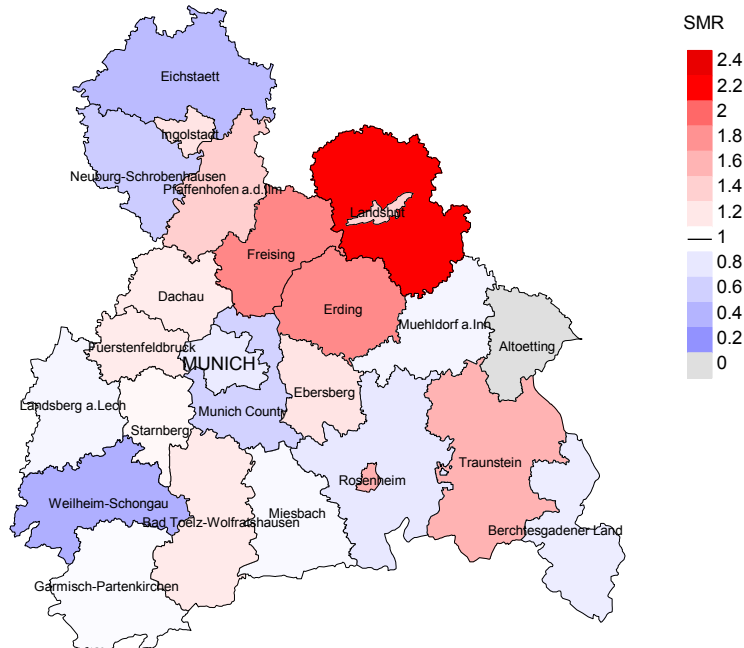 SMR
2.4
2.2
2
1.8
1.6
1.4
1.2
1
0.8
0.6
0.4
0.2
0
Eichstaett
Ingolstadt
Neuburg-Schrobenhausen
Pfaffenhofen a.d.Ilm
Landshut
Freising
Dachau
Erding
Muehldorf a.Inn
Fuerstenfeldbruck
Altoetting
MUNICH
Ebersberg
Landsberg a.Lech
Munich County
Starnberg
Traunstein
Rosenheim
Weilheim-Schongau
Miesbach
Bad Toelz-Wolfratshausen
Berchtesgadener Land
Garmisch-Partenkirchen